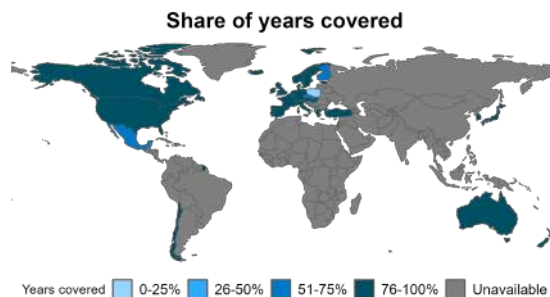 Share of years covered
Years covered 0-25% 26-50% 51-75% 76-100% Unavailable